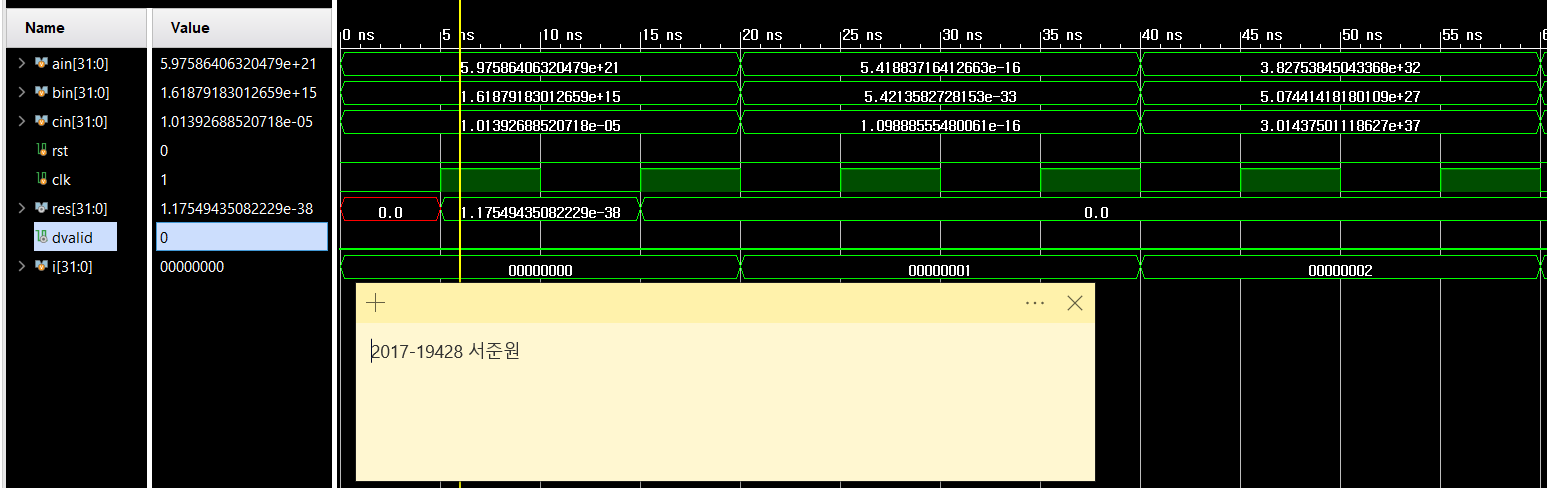 Name Value
0 ns 5 ns 10 ns 15 ns 20 ns 25 ns 30 ns 35 ns 40 ns 45 ns 50 ns 55 ns
ain[31:0] 5.97586406320479e+21 5.97586406320479e+21 5.41883716412663e-16 3.82753845043368e+32
bin[31:0] 1.61879183012659e+15 1.61879183012659e+15 5.4213582728153e-33 5.07441418180109e+27
cin[31:0] 1.01392688520718e-05 1.01392688520718e-05 1.09888555480061e-16 3.01437501118627e+37
rst 0
clk 1
res[31:0] 1.17549435082229e-38 0.0 1.17549435082229e-38 0.0
dvalid 0
i[31:0] 00000000 00000000 00000001 00000002
2017-19428 서준원